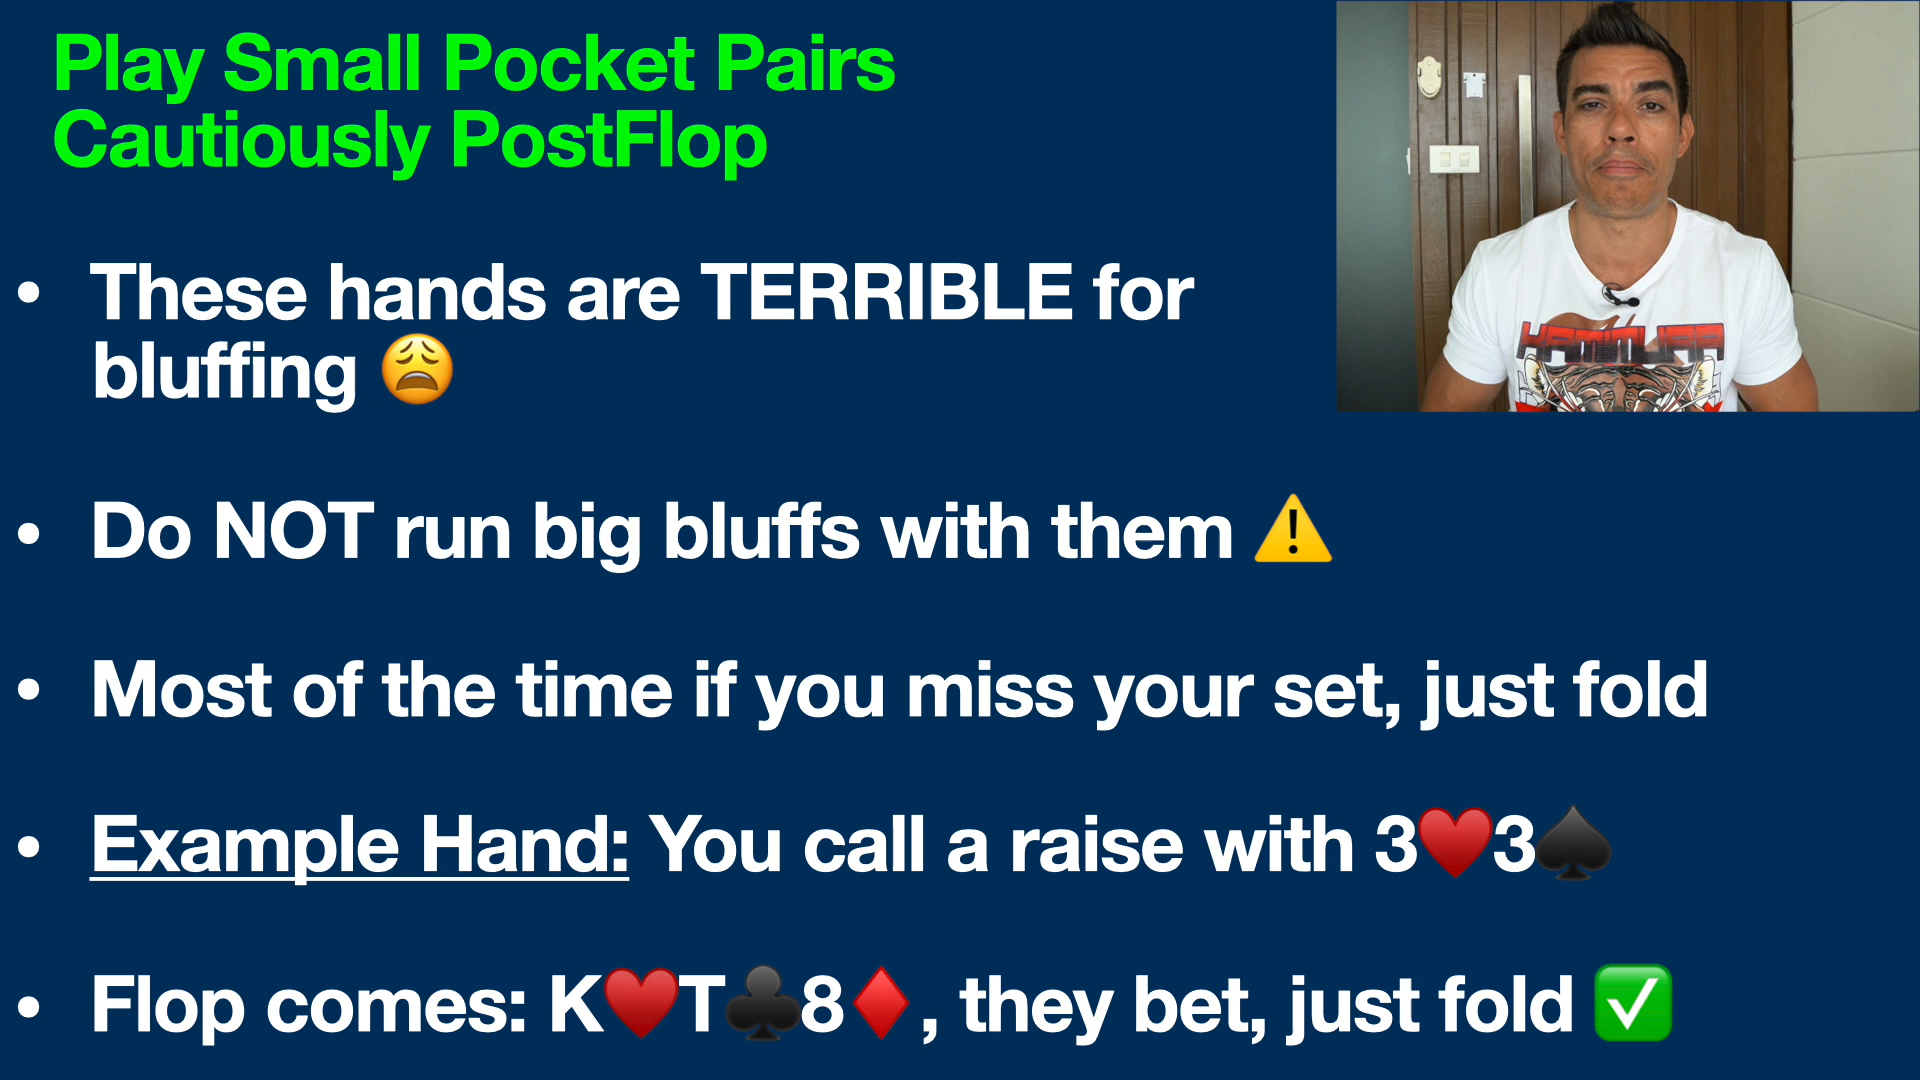 Play Small Pocket Pairs
Cautiously PostFlop
• These hands are TERRIBLE for
bluffing 😩
• Do NOT run big bluffs with them ⚠️
• Most of the time if you miss your set, just fold
• Example Hand: You call a raise with 3♥️3♠️
• Flop comes: K♥️T♣️8♦️, they bet, just fold ✅